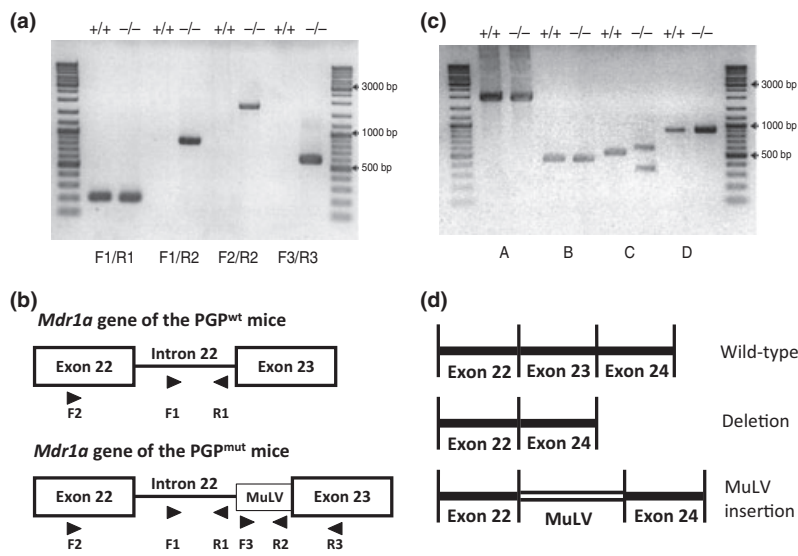 (a)
+/+ –/– +/+ –/– +/+ –/– +/+ –/–
3000 bp
1000 bp
500 bp
F1/R1 F1/R2 F2/R2 F3/R3
(b)
Mdr1a gene of the PGPwt mice
Exon 22 Intron 22 Exon 23
F2 F1 R1
Mdr1a gene of the PGPmut mice
Exon 22 Intron 22 MuLV Exon 23
F2 F1 R1 F3 R2 R3
(c)
+/+ –/– +/+ –/– +/+ –/– +/+ –/–
3000 bp
1000 bp
500 bp
A B C D
(d)
Exon 22 Exon 23 Exon 24
Wild-type
Exon 22 Exon 24
Deletion
Exon 22 MuLV Exon 24
MuLV
insertion